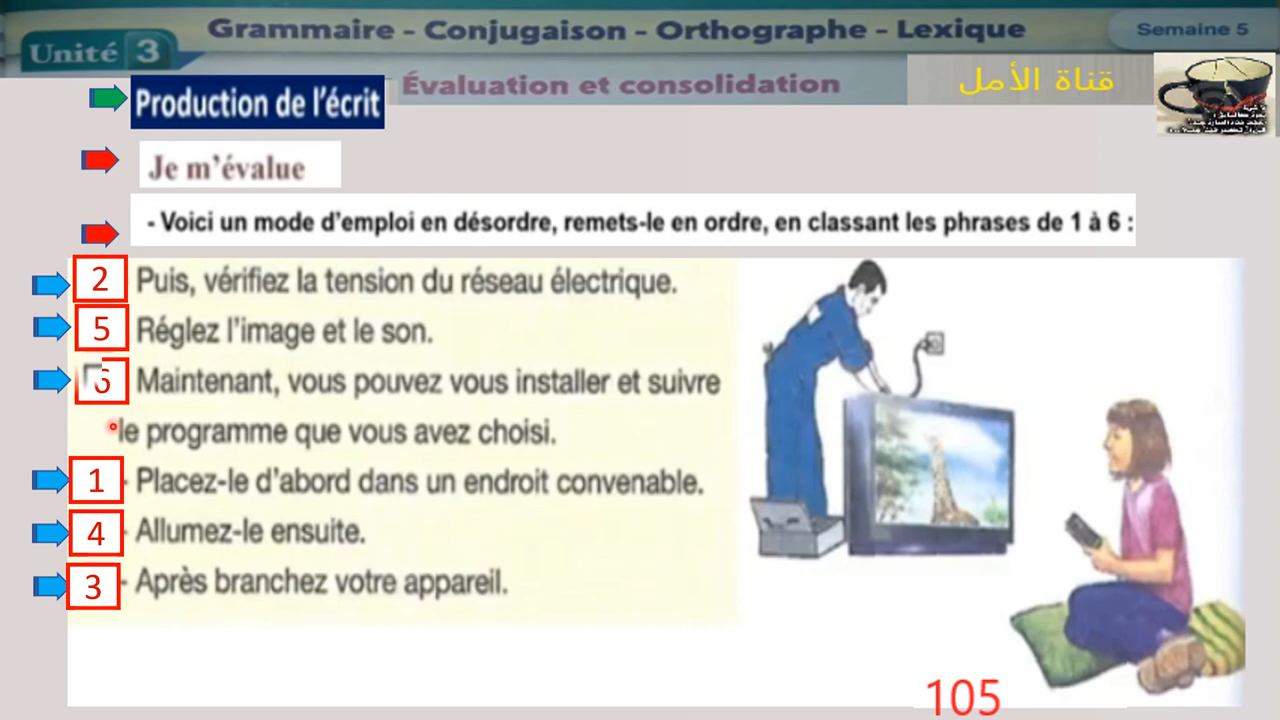 Grammaire - Conjugaison - Orthographe - Lexique
Semaine 5
Unité 3
Évaluation et consolidation
قناة الأمل
Production de l'écrit
Je m'évalue
- Voici un mode d'emploi en désordre, remets-le en ordre, en classant les phrases de 1 à 6 :
2 Puis, vérifiez la tension du réseau électrique.
5 Réglez l'image et le son.
6 Maintenant, vous pouvez vous installer et suivre
le programme que vous avez choisi.
1 - Placez-le d'abord dans un endroit convenable.
4 - Allumez-le ensuite.
3 - Après branchez votre appareil.
105